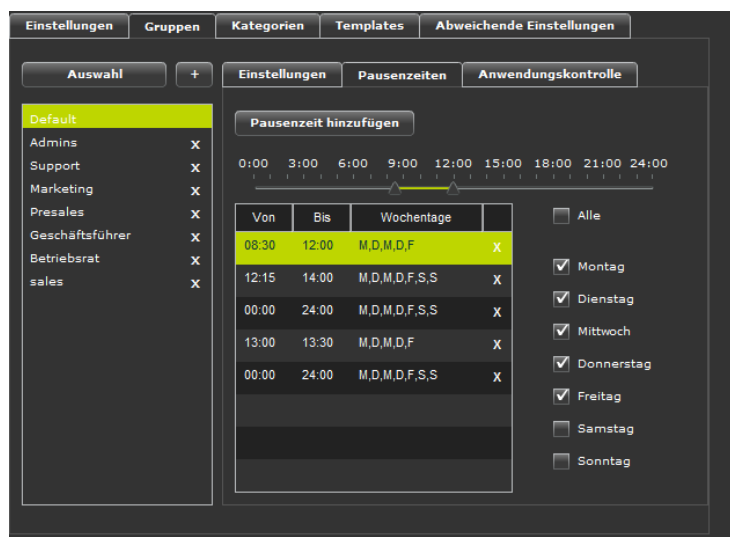 Einstellungen Gruppen Kategorien Templates Abweichende Einstellungen
Auswahl + Einstellungen Pausenzeiten Anwendungskontrolle
Default
Admins x
Support x
Marketing x
Presales x
Geschäftsführer x
Betriebsrat x
sales x
Pausenzeit hinzufügen
0:00 3:00 6:00 9:00 12:00 15:00 18:00 21:00 24:00
Von Bis Wochentage
08:30 12:00 M,D,M,D,F x
12:15 14:00 M,D,M,D,F,S,S x
00:00 24:00 M,D,M,D,F,S,S x
13:00 13:30 M,D,M,D,F x
00:00 24:00 M,D,M,D,F,S,S x
Alle
Montag
Dienstag
Mittwoch
Donnerstag
Freitag
Samstag
Sonntag